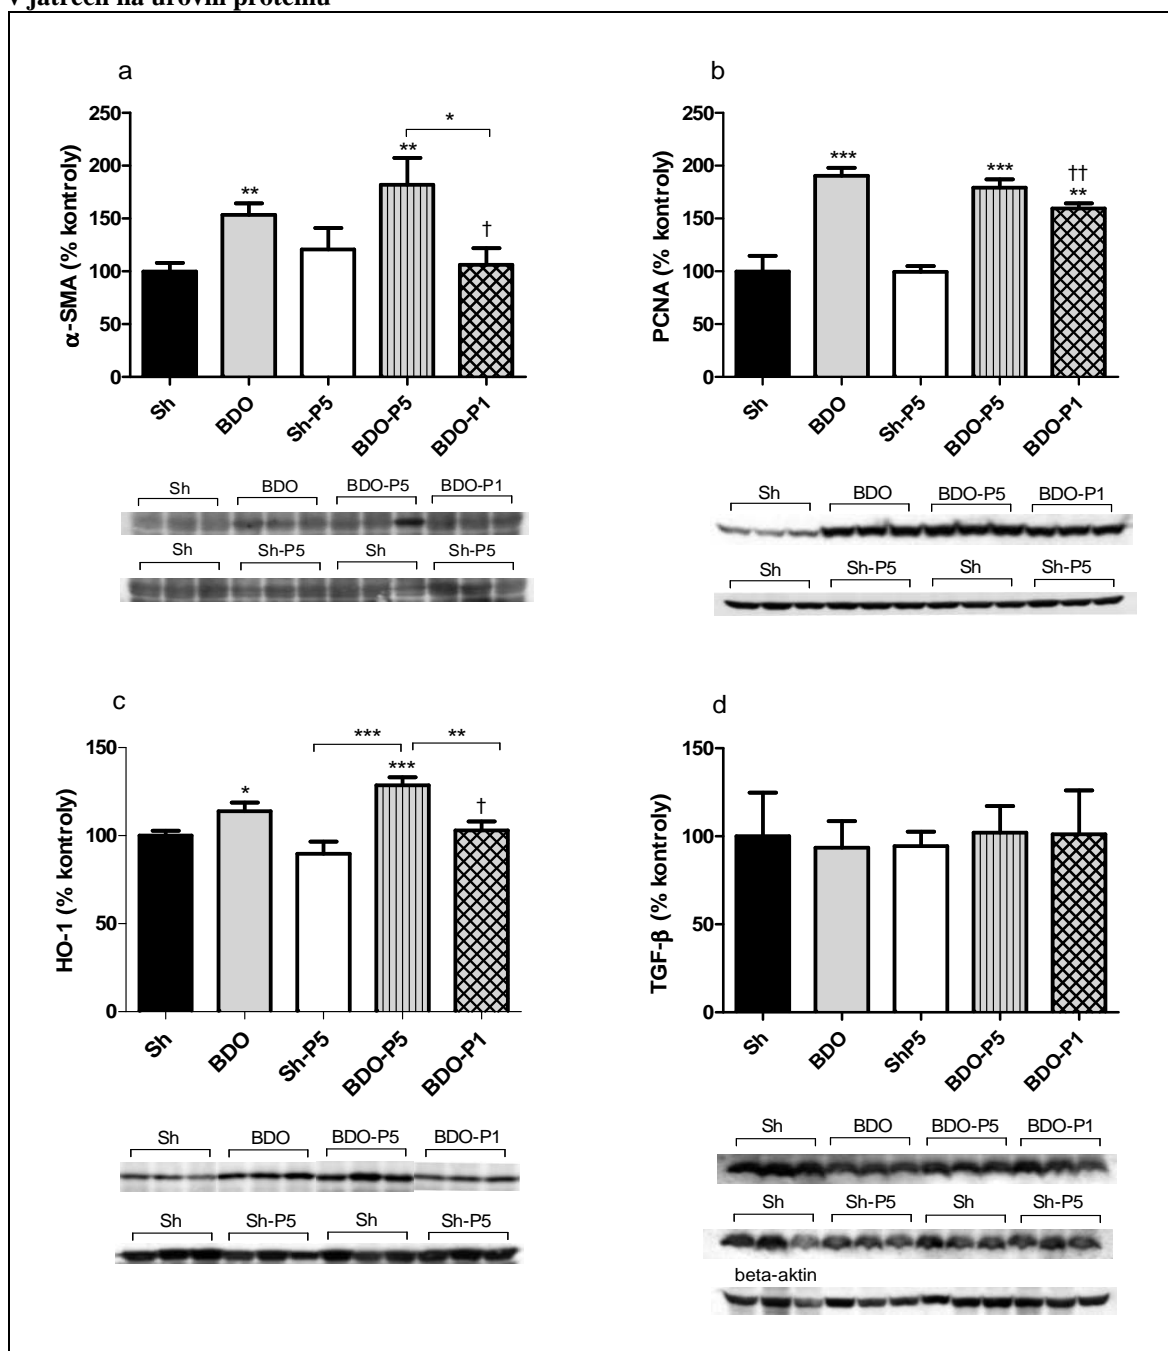 v játrech na úrovni proteinu
a
α-SMA (% kontroly)
250
200
150
100
50
0
**
**
*
†
Sh
BDO
Sh-P5
BDO-P5
BDO-P1
Sh BDO BDO-P5 BDO-P1
Sh Sh-P5 Sh Sh-P5
b
PCNA (% kontroly)
250
200
150
100
50
0
***
***
††
**
Sh
BDO
Sh-P5
BDO-P5
BDO-P1
Sh BDO BDO-P5 BDO-P1
Sh Sh-P5 Sh Sh-P5
c
HO-1 (% kontroly)
150
100
50
0
*
*** **
***
†
Sh
BDO
Sh-P5
BDO-P5
BDO-P1
Sh BDO BDO-P5 BDO-P1
Sh Sh-P5 Sh Sh-P5
d
TGF-β (% kontroly)
150
100
50
0
Sh
BDO
ShP5
BDO-P5
BDO-P1
Sh BDO BDO-P5 BDO-P1
Sh Sh-P5 Sh Sh-P5
beta-aktin